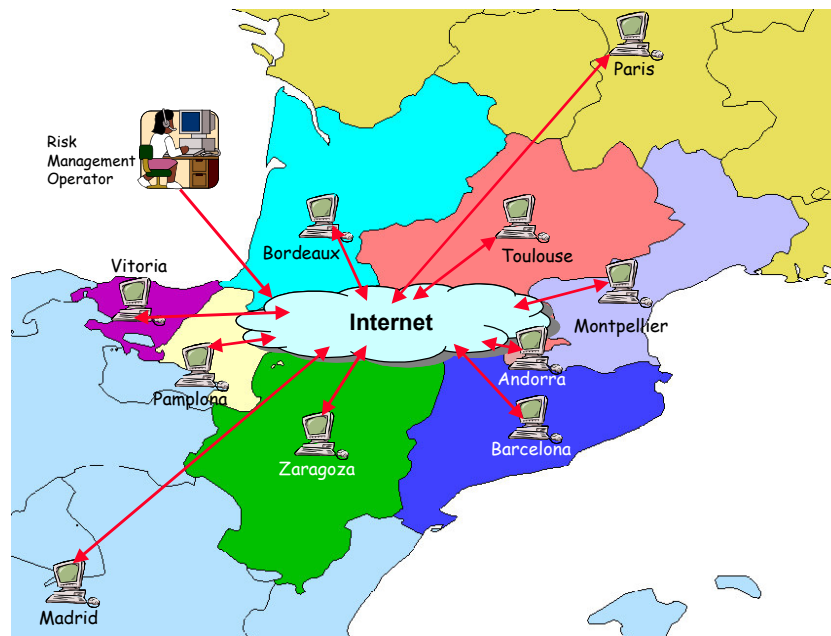 Paris
Risk
Management
Operator
Bordeaux
Toulouse
Vitoria
Internet
Montpellier
Andorra
Pamplona
Barcelona
Zaragoza
Madrid